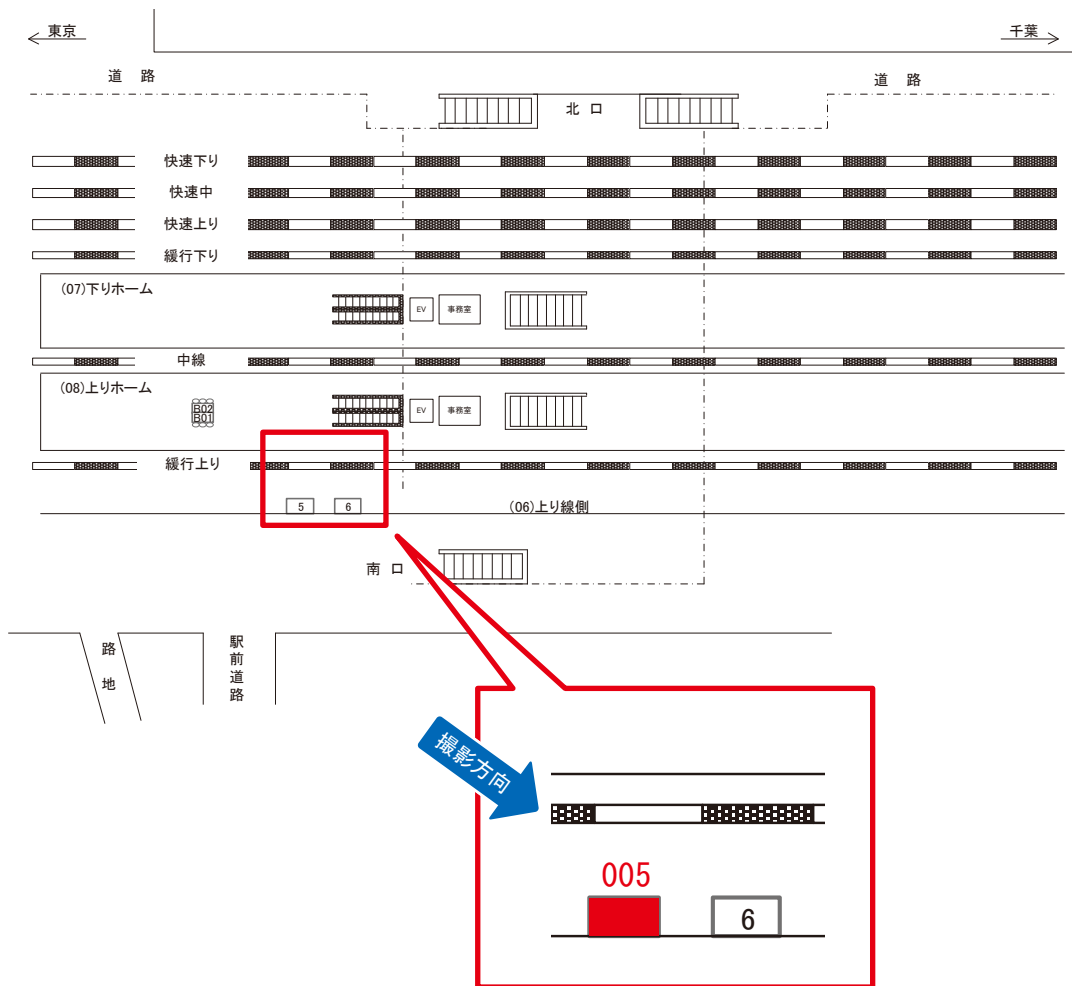 東京
千葉
道 路
道 路
北 口
快速下り
快速中
快速上り
緩行下り
(07)下りホーム
EV
事務室
中線
(08)上りホーム
B02
B01
EV
事務室
緩行上り
5
6
(06)上り線側
南 口
路地
駅前道路
撮影方向
005
6